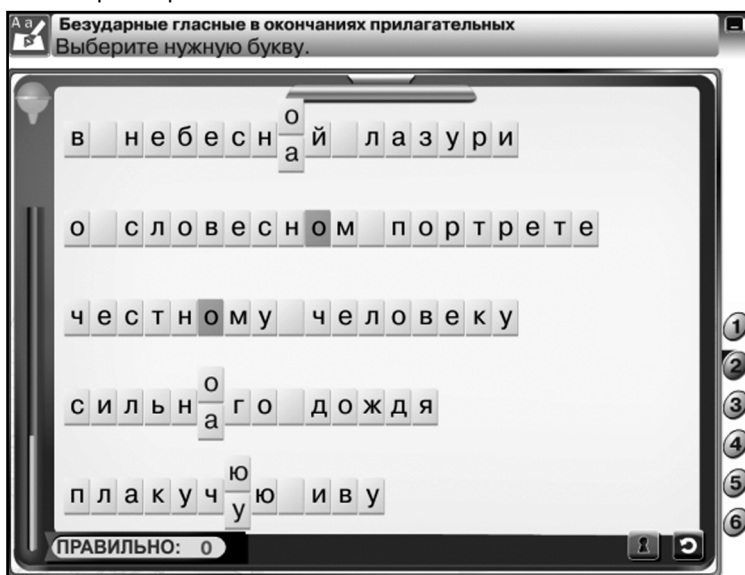 Аа
Безударные гласные в окончаниях прилагательных
Выберите нужную букву.
в небесн о а й лазури
о словесном портрете
честному человеку
сильн о а го дождя
плакуч ю у ю иву
ПРАВИЛЬНО: 0
1
2
3
4
5
6